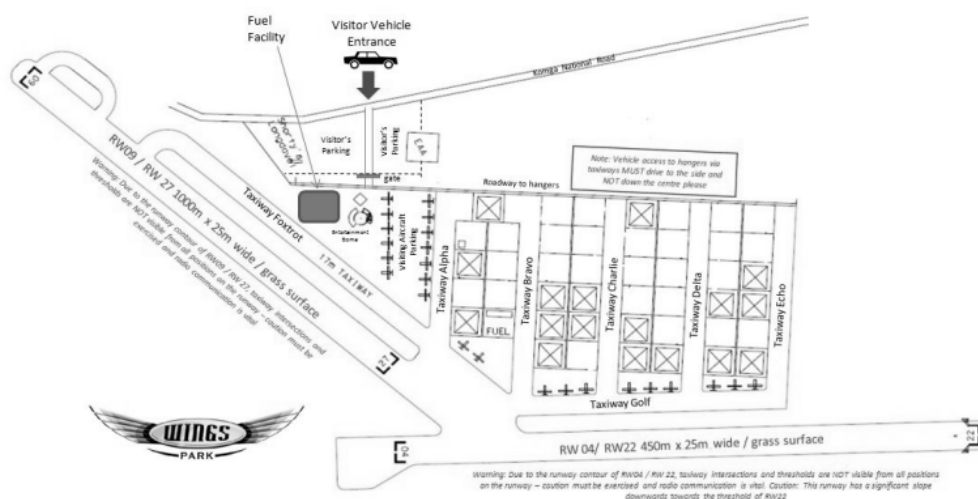 Fuel
Facility
Visitor Vehicle
Entrance
Komga National Road
09
Shorty by
Visitor's
Parking
Visitor's
Parking
EAA
gate
Roadway to hangers
Note: Vehicle access to hangers via
taxiways MUST drive to the side and
NOT down the centre please
RW09 / RW 27 1000m x 25m wide / grass surface
Warning: Due to the runway contour of RW09 / RW 27, taxiway intersections and
thresholds are NOT visible from all positions on the runway – caution must be
exercised and radio communication is vital
Taxiway Foxtrot
17m TAXIWAY
Entertainment
Visiting Aircraft
Parking
Taxiway Alpha
Taxiway Bravo
Taxiway Charlie
Taxiway Delta
Taxiway Echo
FUEL
27
Taxiway Golf
WINGS
PARK
04
RW 04/ RW22 450m x 25m wide / grass surface
22
Warning: Due to the runway contour of RW04 / RW 22, taxiway intersections and thresholds are NOT visible from all positions
on the runway – caution must be exercised and radio communication is vital. Caution: This runway has a significant slope
downwards towards the threshold of RW22